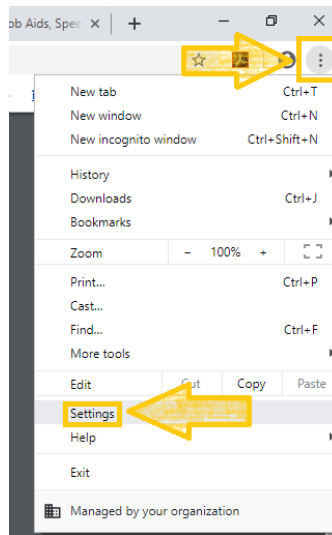 ob Aids, Spee
New tab Ctrl+T
New window Ctrl+N
New incognito window Ctrl+Shift+N
History
Downloads Ctrl+J
Bookmarks
Zoom - 100% +
Print... Ctrl+P
Cast...
Find... Ctrl+F
More tools
Edit Cut Copy Paste
Settings
Help
Exit
Managed by your organization